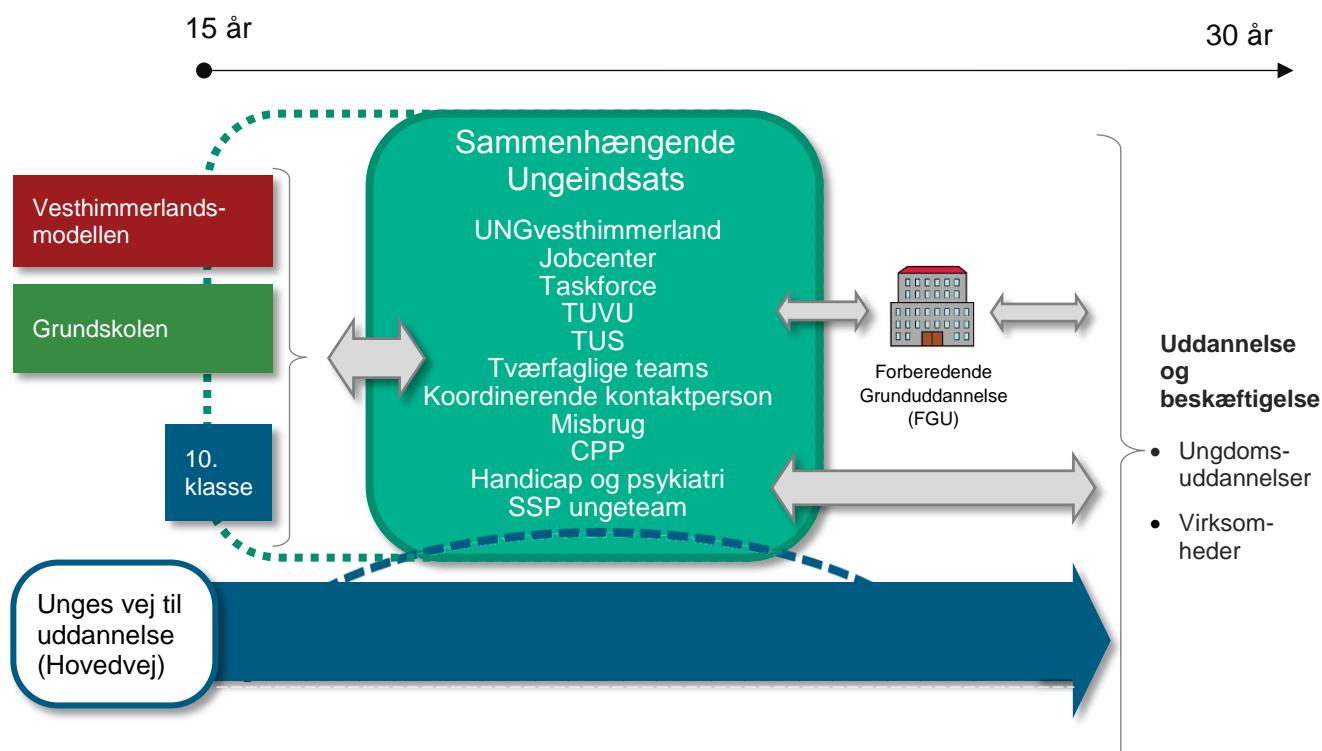 15 år
30 år
Sammenhængende
Ungeindsats
Vesthimmerlands-
modellen
Grundskolen
10.
klasse
UNGvesthimmerland
Jobcenter
Taskforce
TUVU
TUS
Tværfaglige teams
Koordinerende kontaktperson
Misbrug
CPP
Handicap og psykiatri
SSP ungeteam
Forberedende
Grunduddannelse
(FGU)
Uddannelse
og
beskæftigelse
• Ungdoms-
uddannelser
• Virksom-
heder
Unges vej til
uddannelse
(Hovedvej)